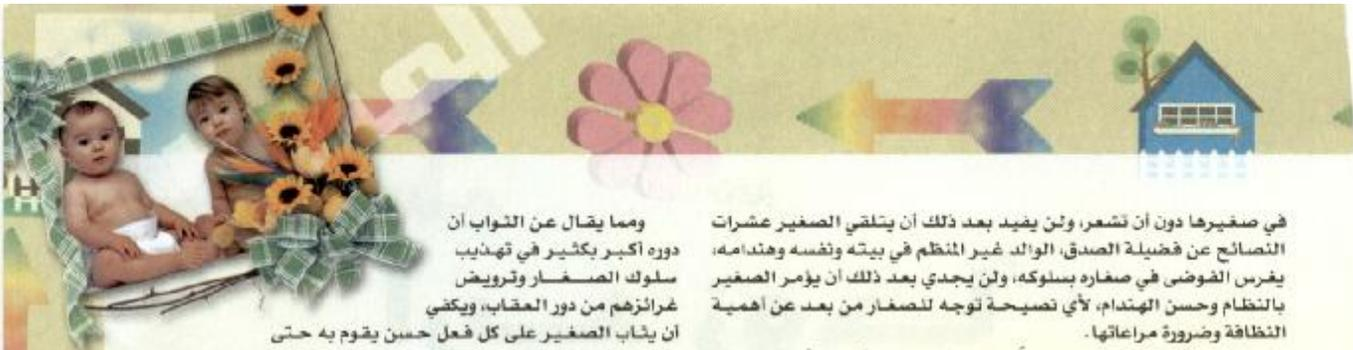 في صغيرها دون أن تشعر، ولن يفيد بعد ذلك أن يتلقي الصغير عشرات
النصائح عن فضيلة الصدق، الوالد غير المنظم في بيته ونفسه وهندامه،
يغرس الفوضى في صغاره بسلوكه، ولن يجدي بعد ذلك أن يؤمر الصغير
بالنظام وحسن الهندام، لأي نصيحة توجه للصغار من بعد عن أهمية
النظافة وضرورة مراعاتها.
ومما يقال عن الثواب أن
دوره أكبر بكثير في تهذيب
سلوك الصغار وترويض
غرائزهم من دور العقاب، ويكفي
أن يثاب الصغير على كل فعل حسن يقوم به حتى